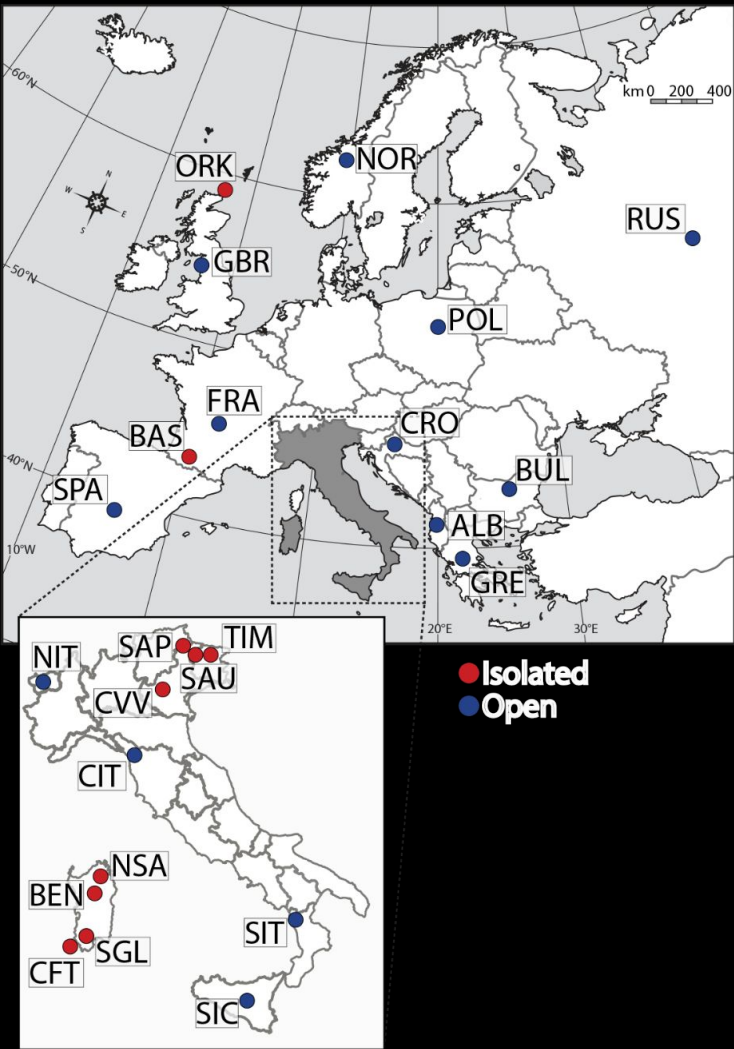 60°N
km 0 200 400
NOR
ORK
N
W
E
S
RUS
GBR
50°N
POL
FRA
CRO
BAS
40°N
BUL
SPA
ALB
10°W
GRE
20°E
30°E
SAP
TIM
NIT
SAU
CVV
CIT
NSA
BEN
SIT
SGL
CFT
SIC
Isolated
Open